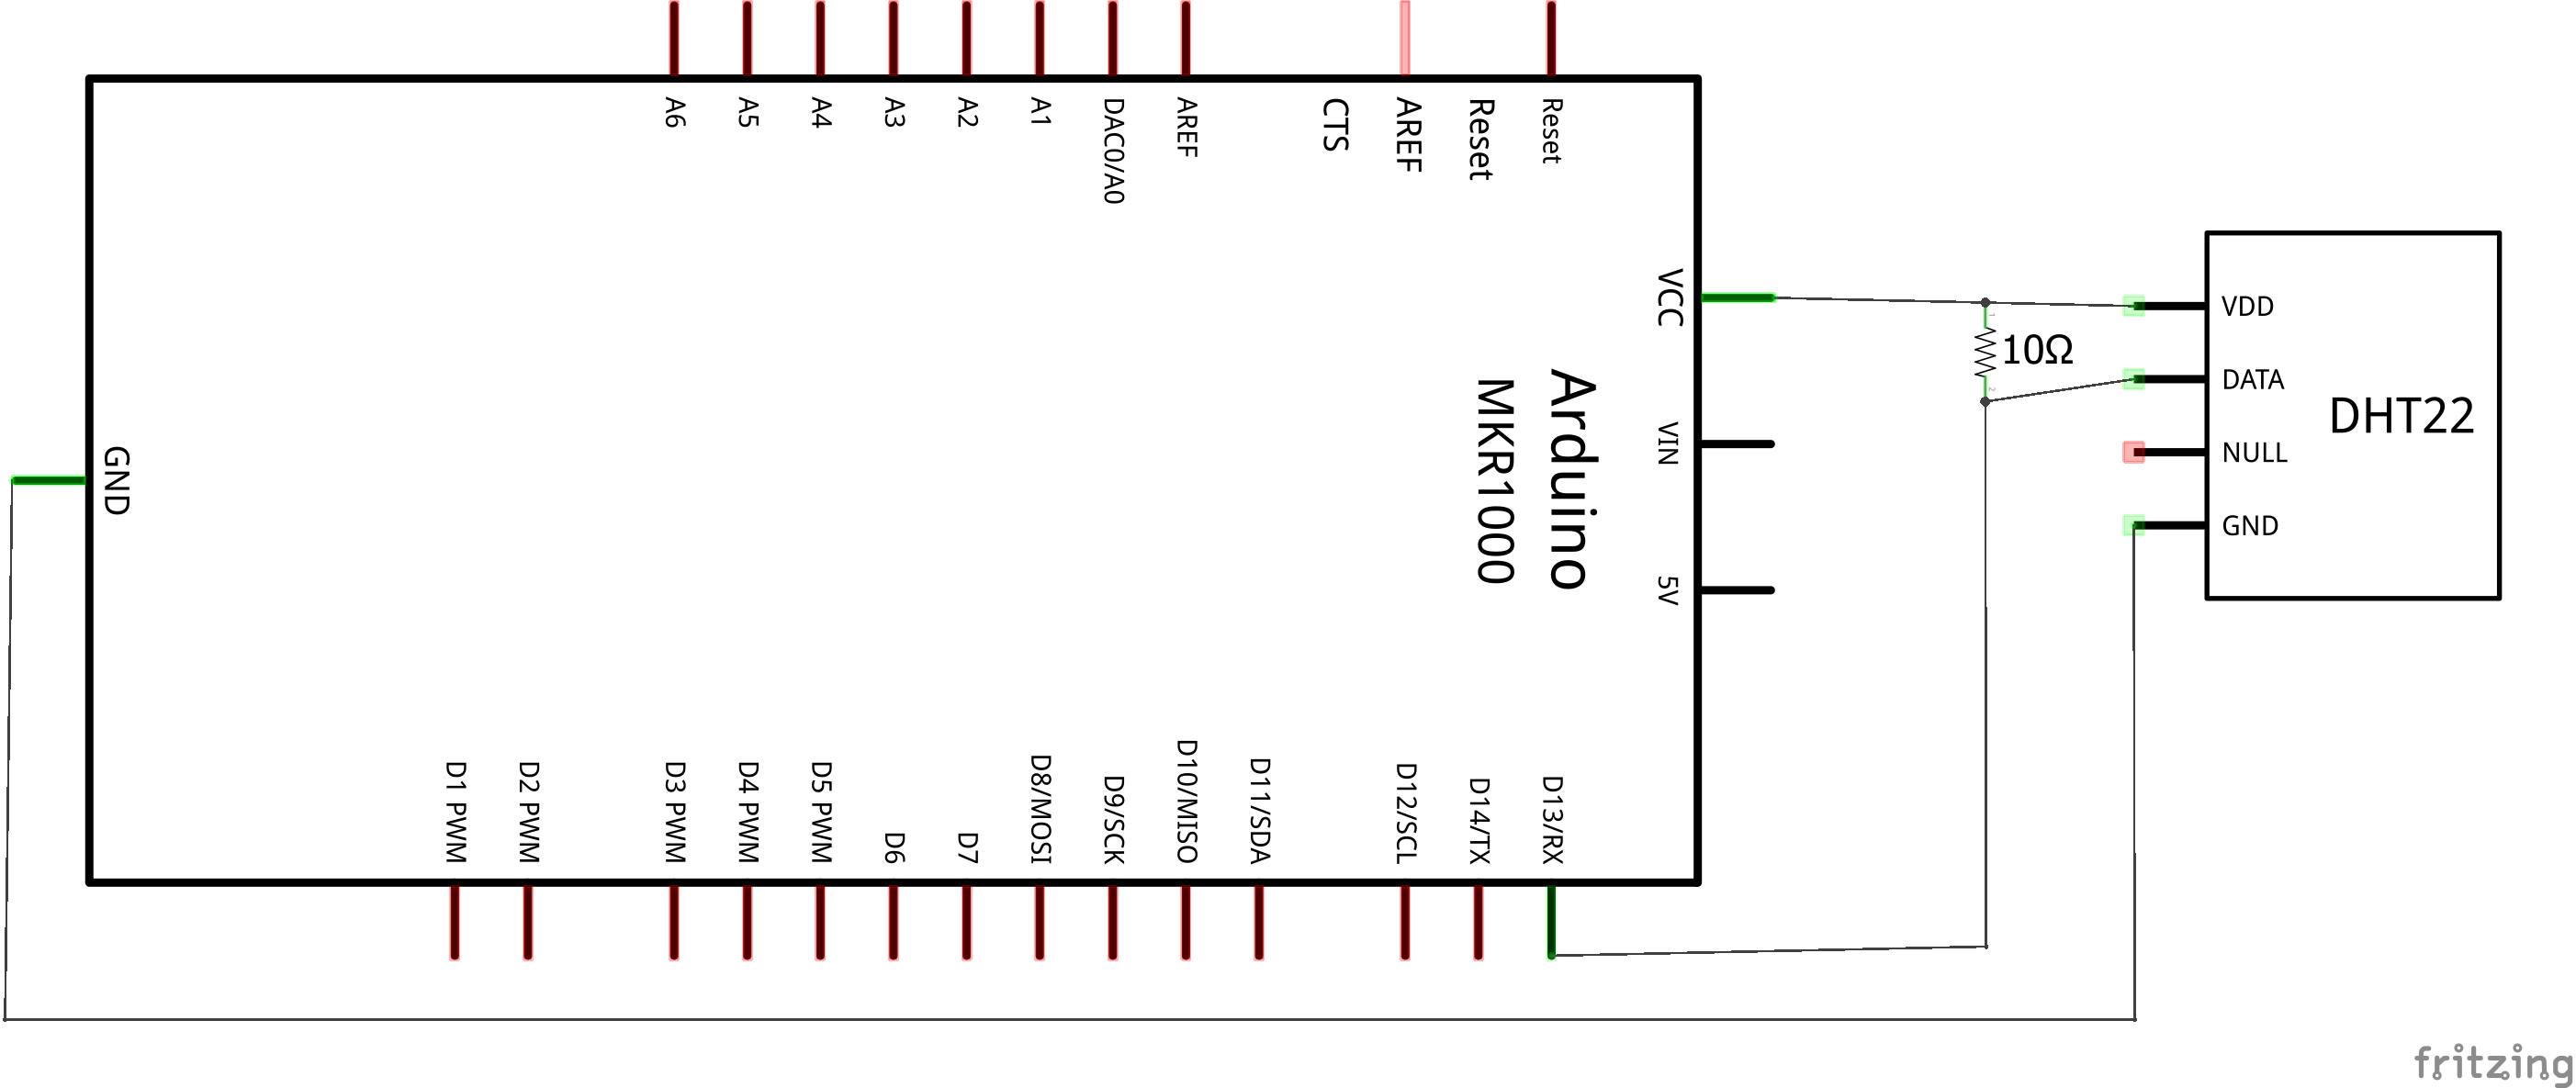 A6
A5
A4
A3
A2
A1
DAC0/A0
AREF
CTS
AREF
Reset
Reset
VCC
VIN
5V
Arduino
MKR1000
GND
D1 PWM
D2 PWM
D3 PWM
D4 PWM
D5 PWM
D6
D7
D8/MOSI
D9/SCK
D10/MISO
D11/SDA
D12/SCL
D14/TX
D13/RX
1
10Ω
2
VDD
DATA
NULL
GND
DHT22
fritzing